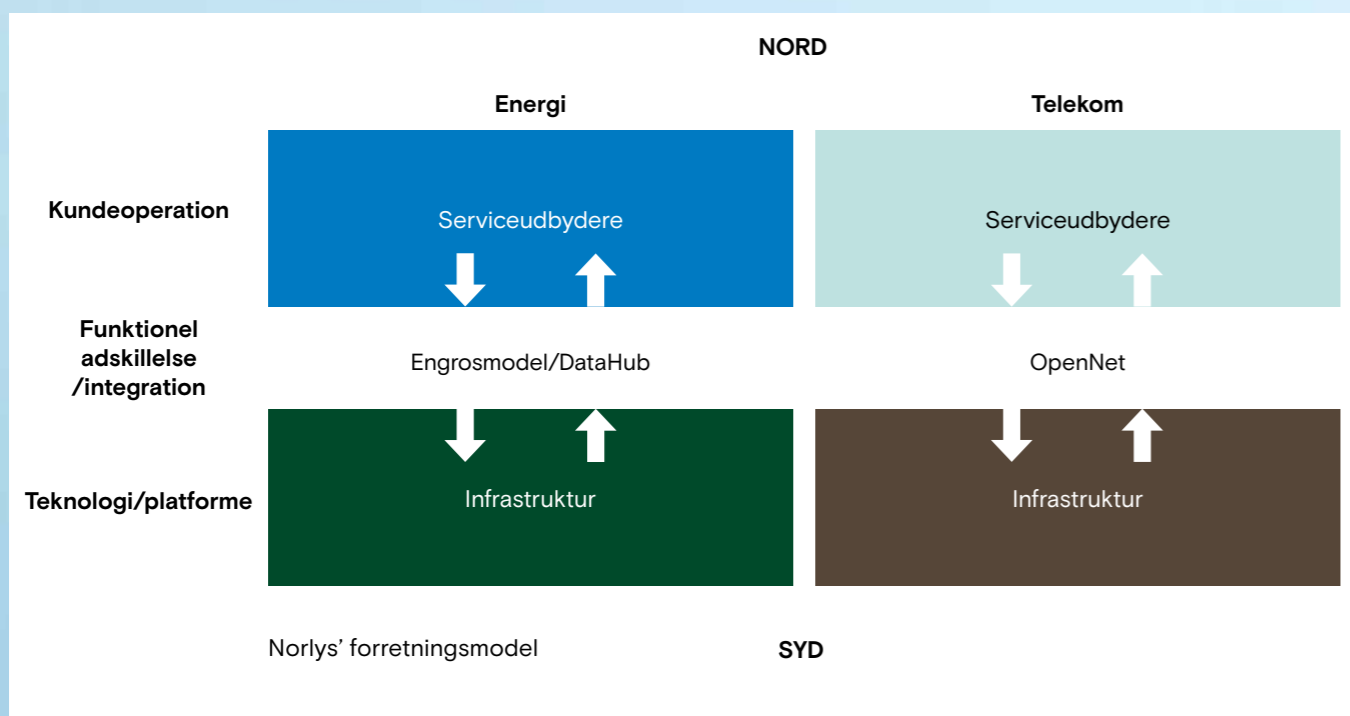 NORD
Energi
Telekom
Kundeoperation
Serviceudbydere
Serviceudbydere
Funktionel
adskillelse
/integration
Engrosmodel/DataHub
OpenNet
Teknologi/platforme
Infrastruktur
Infrastruktur
Norlys’ forretningsmodel
SYD